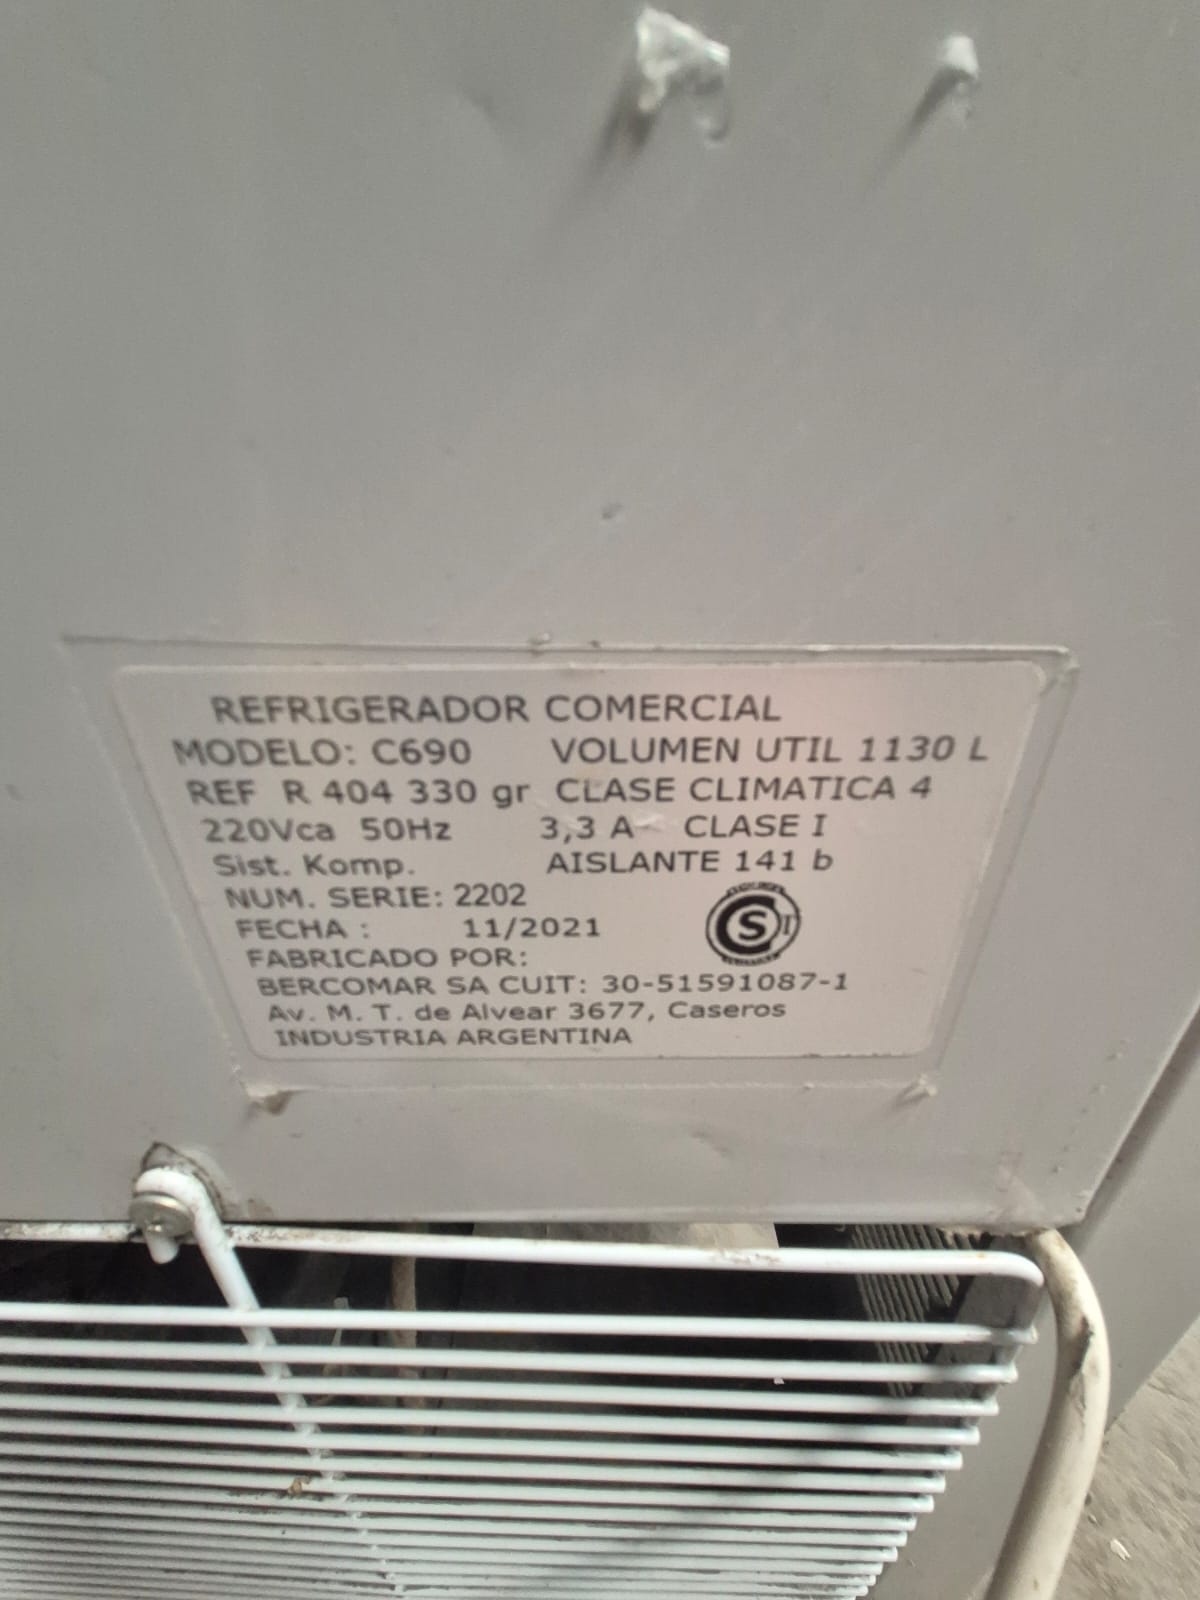 REFRIGERADOR COMERCIAL
MODELO: C690 VOLUMEN UTIL 1130 L
REF R 404 330 gr CLASE CLIMATICA 4
220Vca 50Hz 3,3 A CLASE I
Sist. Komp. AISLANTE 141 b
NUM. SERIE: 2202
FECHA : 11/2021
S I
FABRICADO POR:
BERCOMAR SA CUIT: 30-51591087-1
Av. M. T. de Alvear 3677, Caseros
INDUSTRIA ARGENTINA